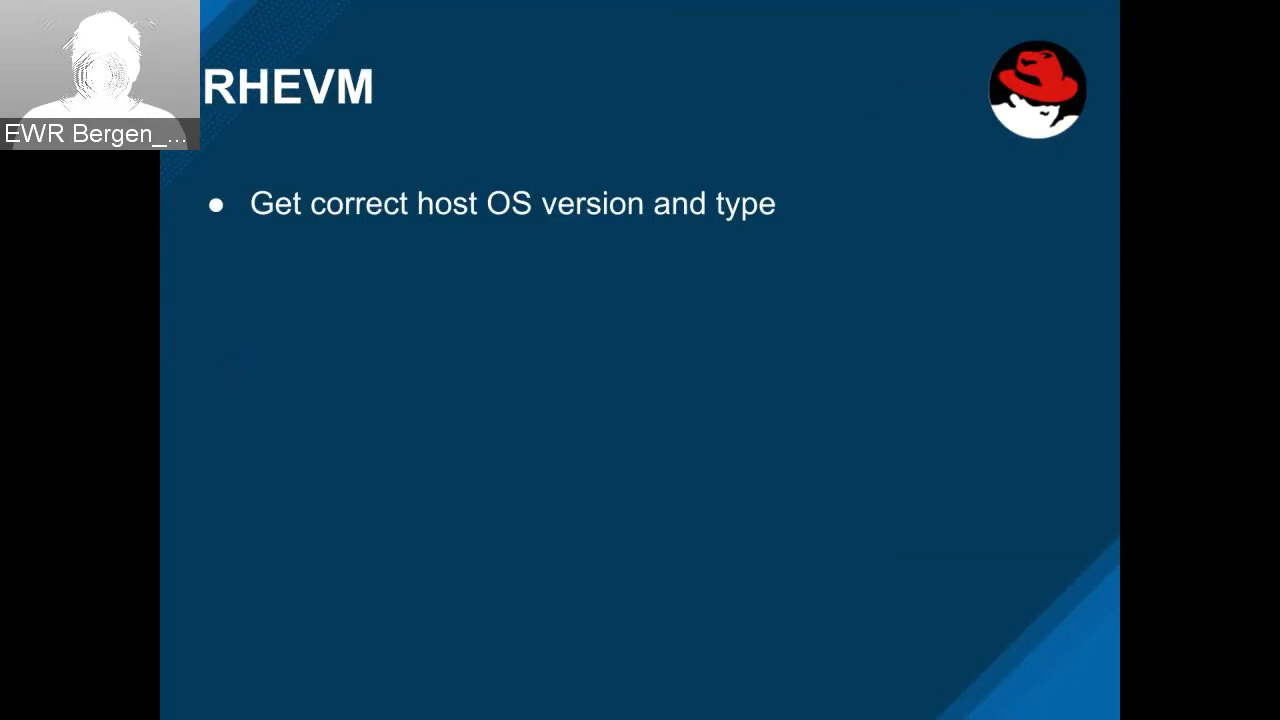 RHEVM
EWR Bergen_...
● Get correct host OS version and type